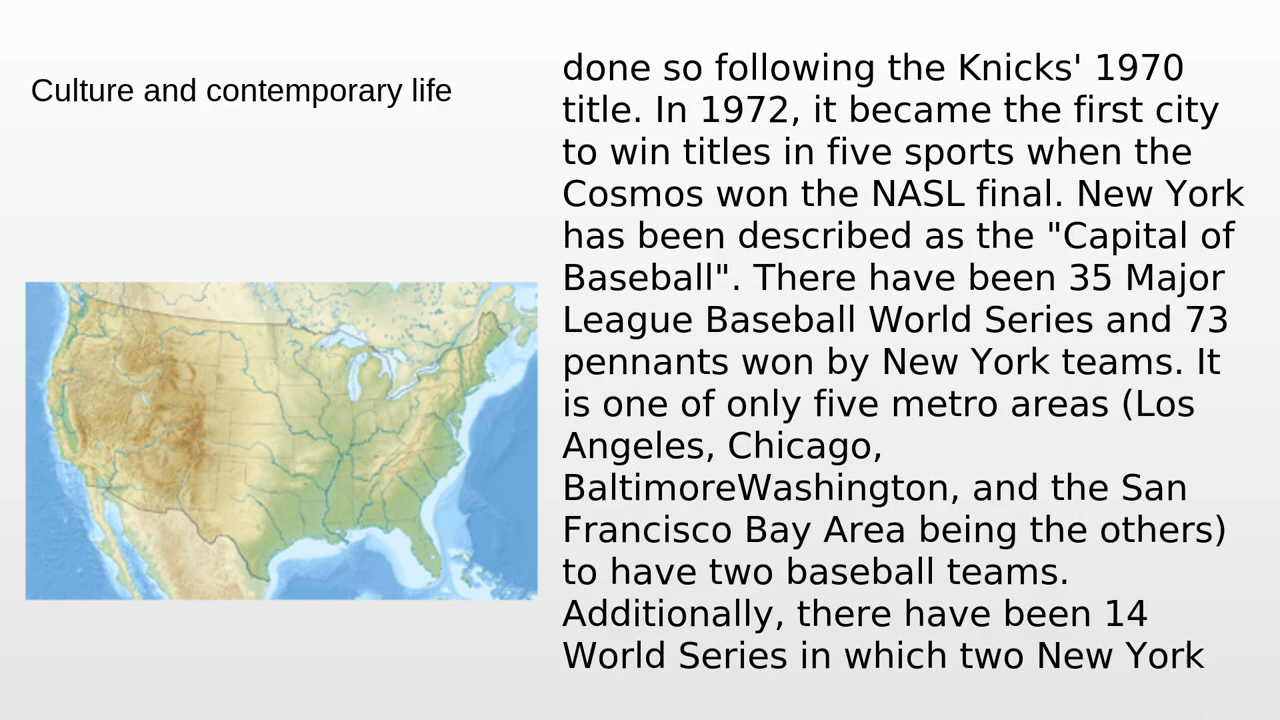 Culture and contemporary life
done so following the Knicks' 1970
title. In 1972, it became the first city
to win titles in five sports when the
Cosmos won the NASL final. New York
has been described as the "Capital of
Baseball". There have been 35 Major
League Baseball World Series and 73
pennants won by New York teams. It
is one of only five metro areas (Los
Angeles, Chicago,
BaltimoreWashington, and the San
Francisco Bay Area being the others)
to have two baseball teams.
Additionally, there have been 14
World Series in which two New York